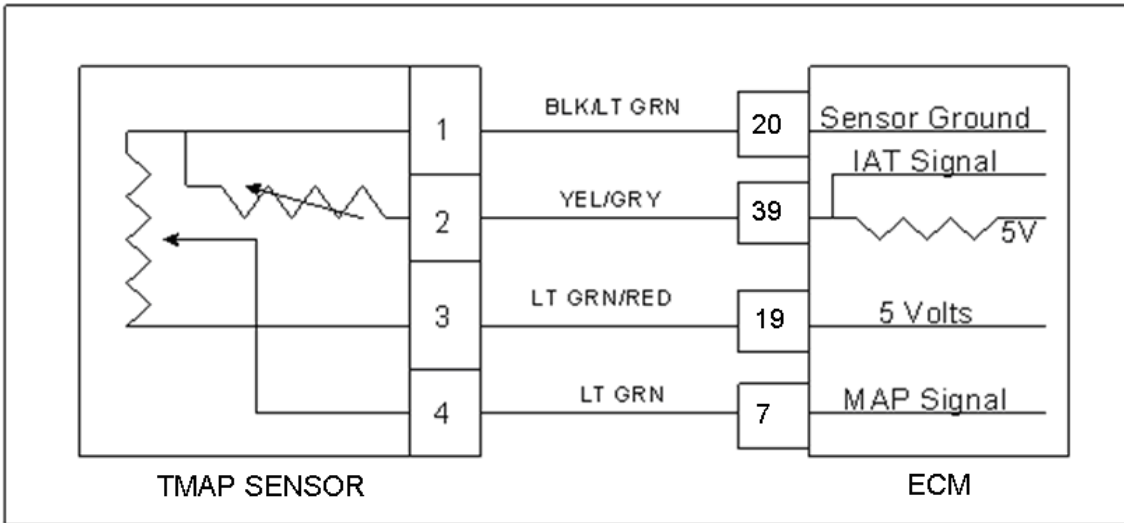 1 BLK/LT GRN 20 Sensor Ground
IAT Signal
2 YEL/GRY 39 5V
3 LT GRN/RED 19 5 Volts
4 LT GRN 7 MAP Signal
TMAP SENSOR ECM